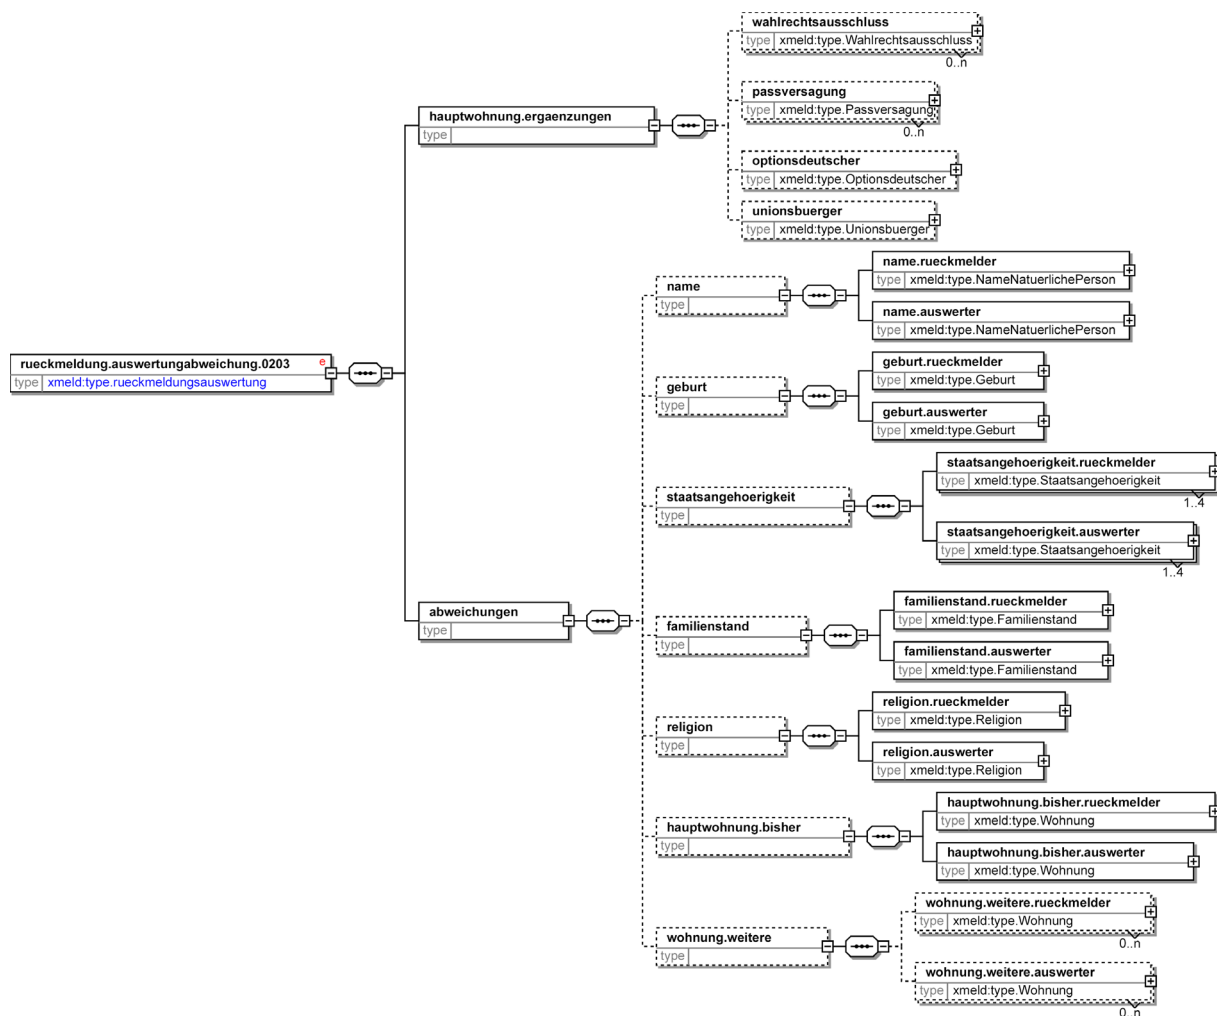 wahlrechtsausschluss
type xmeld:type.Wahlrechtsausschluss
0..n
passversagung
type xmeld:type.Passversagung
0..n
hauptwohnung.ergaenzungen
type
optionsdeutscher
type xmeld:type.Optionsdeutscher
unionsbuerger
type xmeld:type.Unionsbuerger
name.rueckmelder
type xmeld:type.NameNatuerlichePerson
name
type
name.auswerter
type xmeld:type.NameNatuerlichePerson
rueckmeldung.auswertungabweichung.0203 e
type xmeld:type.rueckmeldungsauswertung
geburt.rueckmelder
type xmeld:type.Geburt
geburt
type
geburt.auswerter
type xmeld:type.Geburt
staatsangehoerigkeit.rueckmelder
type xmeld:type.Staatsangehoerigkeit
1..4
staatsangehoerigkeit
type
staatsangehoerigkeit.auswerter
type xmeld:type.Staatsangehoerigkeit
1..4
abweichungen
type
familienstand.rueckmelder
type xmeld:type.Familienstand
familienstand
type
familienstand.auswerter
type xmeld:type.Familienstand
religion.rueckmelder
type xmeld:type.Religion
religion
type
religion.auswerter
type xmeld:type.Religion
hauptwohnung.bisher.rueckmelder
type xmeld:type.Wohnung
hauptwohnung.bisher
type
hauptwohnung.bisher.auswerter
type xmeld:type.Wohnung
wohnung.weitere.rueckmelder
type xmeld:type.Wohnung
0..n
wohnung.weitere
type
wohnung.weitere.auswerter
type xmeld:type.Wohnung
0..n